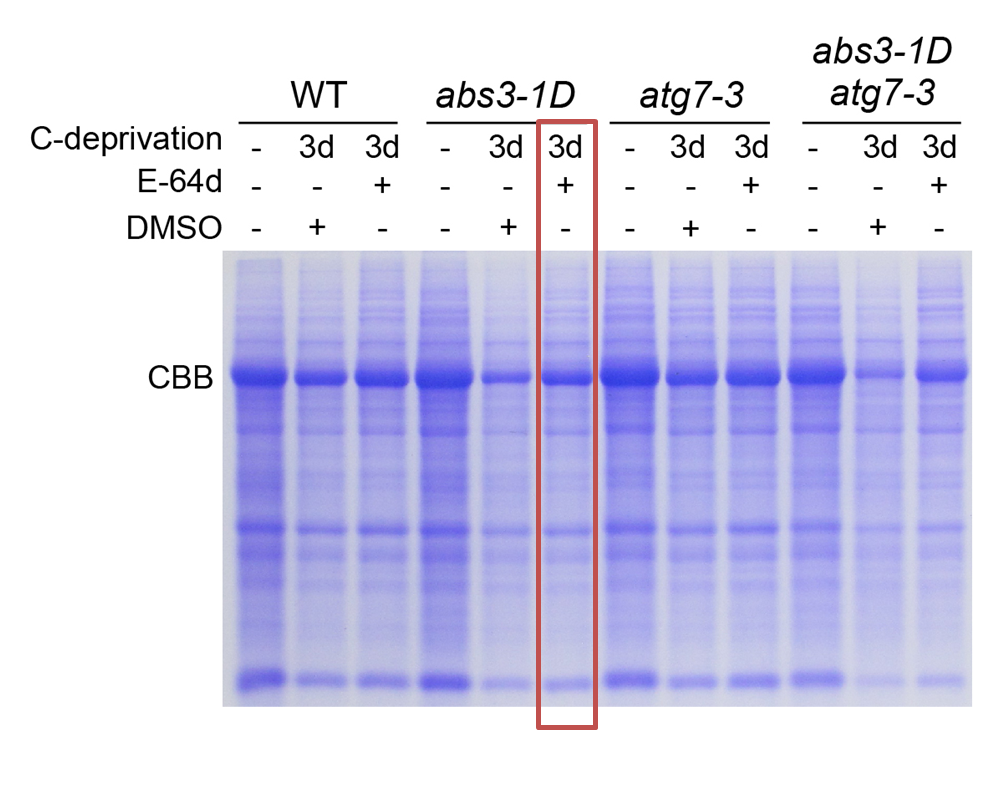 abs3-1D
WT abs3-1D atg7-3 atg7-3
C-deprivation - 3d 3d - 3d 3d - 3d 3d - 3d 3d
E-64d - - + - - + - - + - - +
DMSO - + - - + - - + - - + -
CBB